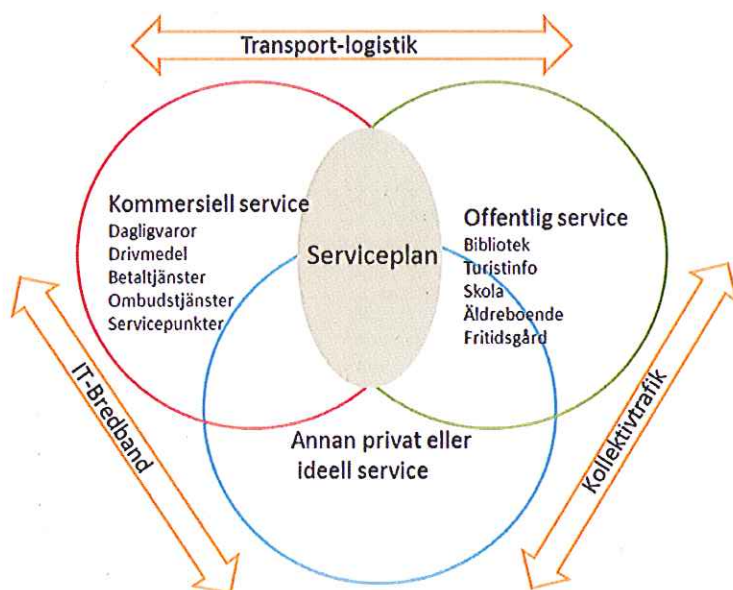 Transport-logistik
Kommersiell service
Dagligvaror
Drivmedel
Betaltjänster
Ombudstjänster
Servicepunkter
Serviceplan
Offentlig service
Bibliotek
Turistinfo
Skola
Äldreboende
Fritidsgård
IT-Bredband
Kollektivtrafik
Annan privat eller
ideell service